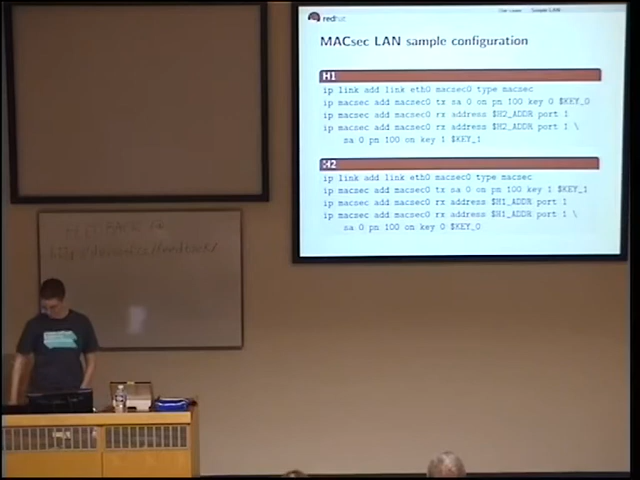 redhat
MACsec LAN sample configuration
H1
ip link add link eth0 macsec0 type macsec
ip macsec add macsec0 tx sa 0 on pn 100 key 0 $KEY_0
ip macsec add macsec0 rx address $H2_ADDR port 1
ip macsec add macsec0 rx address $H2_ADDR port 1 \
sa 0 pn 100 on key 1 $KEY_1
H2
ip link add link eth0 macsec0 type macsec
ip macsec add macsec0 tx sa 0 on pn 100 key 1 $KEY_1
ip macsec add macsec0 rx address $H1_ADDR port 1
ip macsec add macsec0 rx address $H1_ADDR port 1 \
sa 0 pn 100 on key 0 $KEY_0